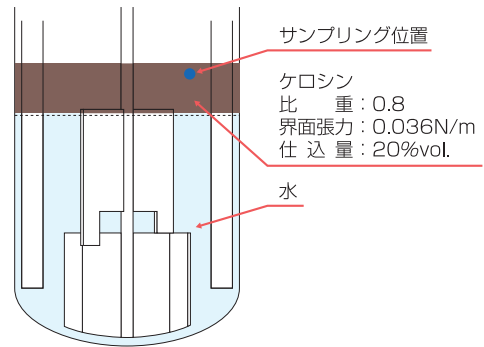 サンプリング位置
ケロシン
比　　重：0.8
界面張力：0.036N/m
仕 込 量：20%vol.
水